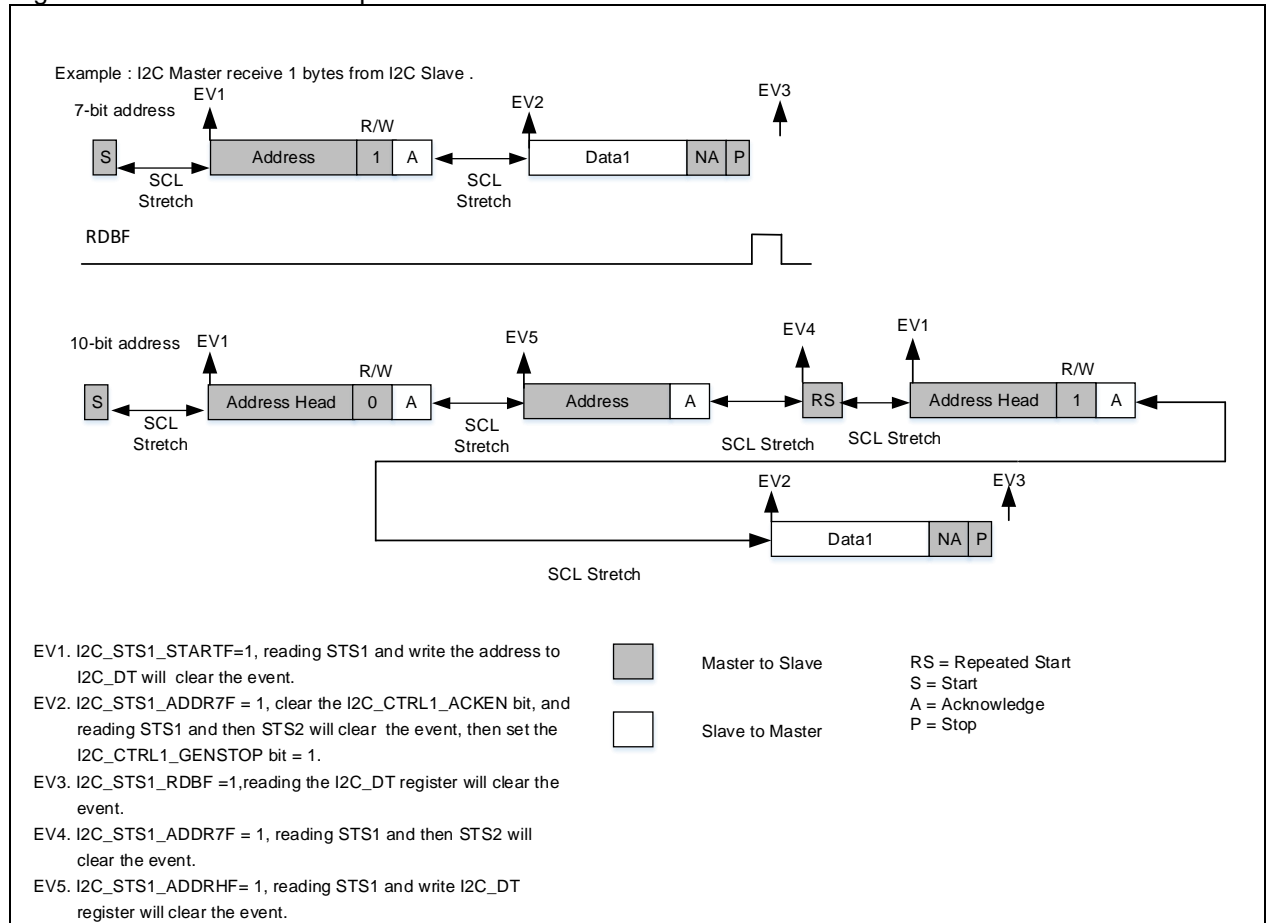 Example : I2C Master receive 1 bytes from I2C Slave .
7-bit address
EV1
EV2
EV3
R/W
S
Address
1
A
Data1
NA
P
SCL
Stretch
SCL
Stretch
RDBF
10-bit address
EV1
EV5
EV4
EV1
R/W
R/W
S
Address Head
0
A
Address
A
RS
Address Head
1
A
SCL
Stretch
SCL
Stretch
SCL Stretch
SCL Stretch
EV2
EV3
Data1
NA
P
SCL Stretch
EV1. I2C_STS1_STARTF=1, reading STS1 and write the address to
I2C_DT will clear the event.
EV2. I2C_STS1_ADDR7F = 1, clear the I2C_CTRL1_ACKEN bit, and
reading STS1 and then STS2 will clear the event, then set the
I2C_CTRL1_GENSTOP bit = 1.
EV3. I2C_STS1_RDBF =1,reading the I2C_DT register will clear the
event.
EV4. I2C_STS1_ADDR7F = 1, reading STS1 and then STS2 will
clear the event.
EV5. I2C_STS1_ADDRHF= 1, reading STS1 and write I2C_DT
register will clear the event.
Master to Slave
Slave to Master
RS = Repeated Start
S = Start
A = Acknowledge
P = Stop